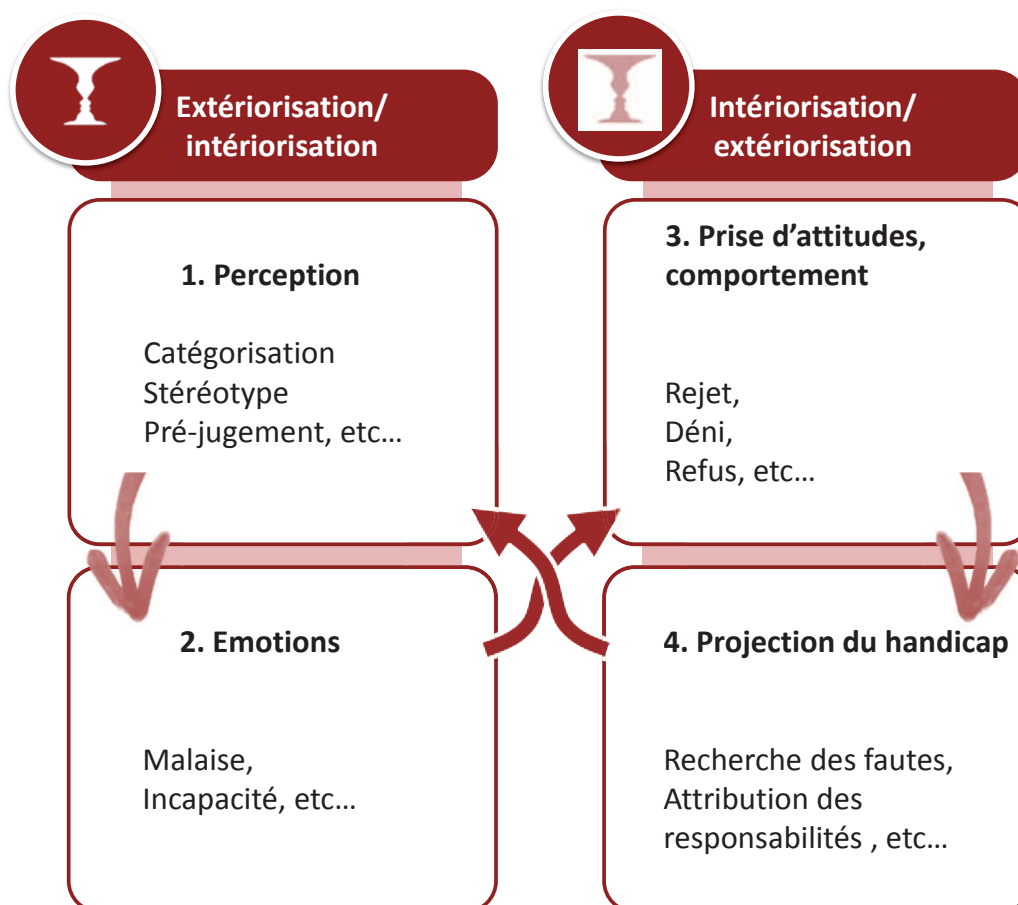 Extériorisation/
intériorisation
1. Perception
Catégorisation
Stéréotype
Pré-jugement, etc…
2. Emotions
Malaise,
Incapacité, etc…
Intériorisation/
extériorisation
3. Prise d’attitudes,
comportement
Rejet,
Déni,
Refus, etc…
4. Projection du handicap
Recherche des fautes,
Attribution des
responsabilités , etc…